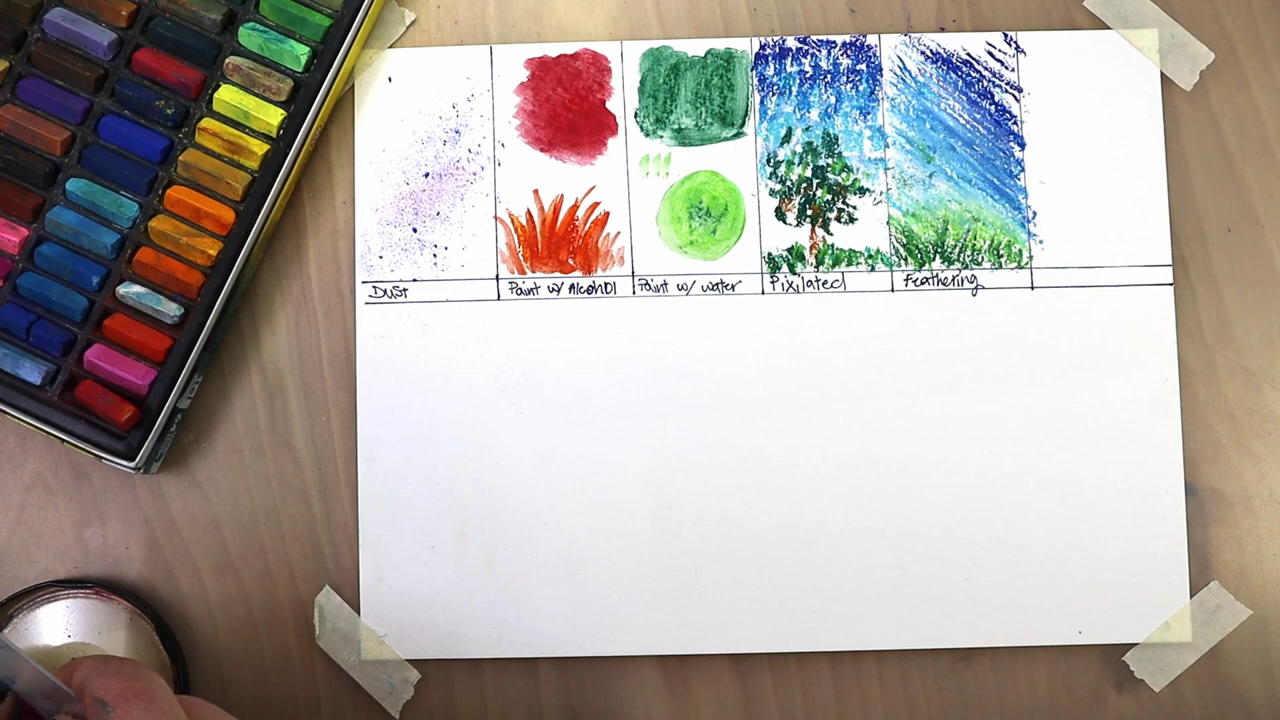 Dust
Paint w/ Alcohol
Paint w/ water
Pixilated
Feathering